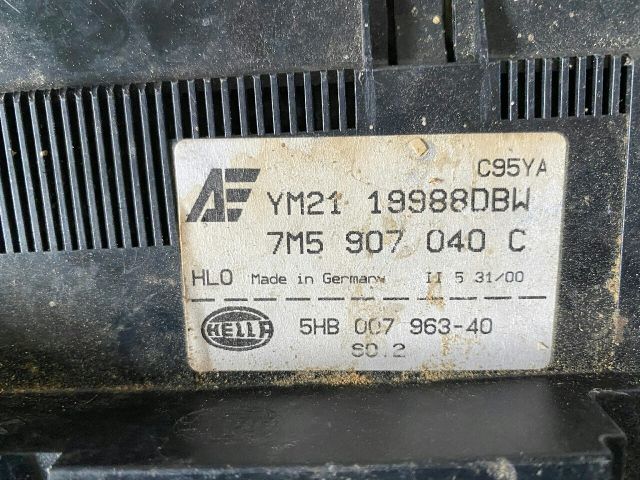 C95YA
AE YM21 19988DBW
7M5 907 040 C
HLO Made in Germany II 5 31/00
HELLA 5HB 007 963-40
SO.2